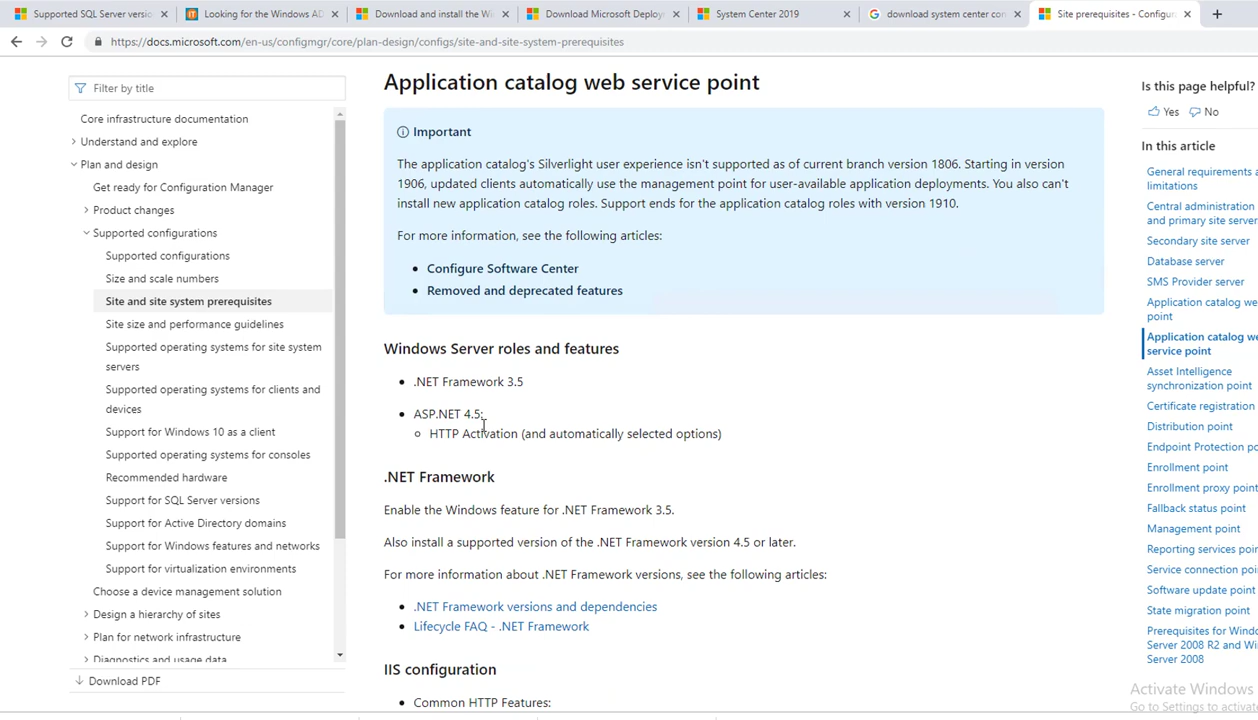 Supported SQL Server versio
Looking for the Windows AD
Download and install the Wi
Download Microsoft Deploy
System Center 2019
download system center con
Site prerequisites - Configur
https://docs.microsoft.com/en-us/configmgr/core/plan-design/configs/site-and-site-system-prerequisites
Filter by title
Core infrastructure documentation
Understand and explore
Plan and design
Get ready for Configuration Manager
Product changes
Supported configurations
Supported configurations
Size and scale numbers
Site and site system prerequisites
Site size and performance guidelines
Supported operating systems for site system
servers
Supported operating systems for clients and
devices
Support for Windows 10 as a client
Supported operating systems for consoles
Recommended hardware
Support for SQL Server versions
Support for Active Directory domains
Support for Windows features and networks
Support for virtualization environments
Choose a device management solution
Design a hierarchy of sites
Plan for network infrastructure
Diagnostics and usage data
Download PDF
Application catalog web service point
Important
The application catalog's Silverlight user experience isn't supported as of current branch version 1806. Starting in version
1906, updated clients automatically use the management point for user-available application deployments. You also can't
install new application catalog roles. Support ends for the application catalog roles with version 1910.
For more information, see the following articles:
• Configure Software Center
• Removed and deprecated features
Windows Server roles and features
• .NET Framework 3.5
• ASP.NET 4.5:
HTTP Activation (and automatically selected options)
.NET Framework
Enable the Windows feature for .NET Framework 3.5.
Also install a supported version of the .NET Framework version 4.5 or later.
For more information about .NET Framework versions, see the following articles:
• .NET Framework versions and dependencies
• Lifecycle FAQ - .NET Framework
IIS configuration
• Common HTTP Features:
Is this page helpful?
Yes No
In this article
General requirements a
limitations
Central administration
and primary site server
Secondary site server
Database server
SMS Provider server
Application catalog we
point
Application catalog we
service point
Asset Intelligence
synchronization point
Certificate registration
Distribution point
Endpoint Protection po
Enrollment point
Enrollment proxy point
Fallback status point
Management point
Reporting services poin
Service connection poin
Software update point
State migration point
Prerequisites for Windo
Server 2008 R2 and Wi
Server 2008
Activate Windows
Go to Settings to activate